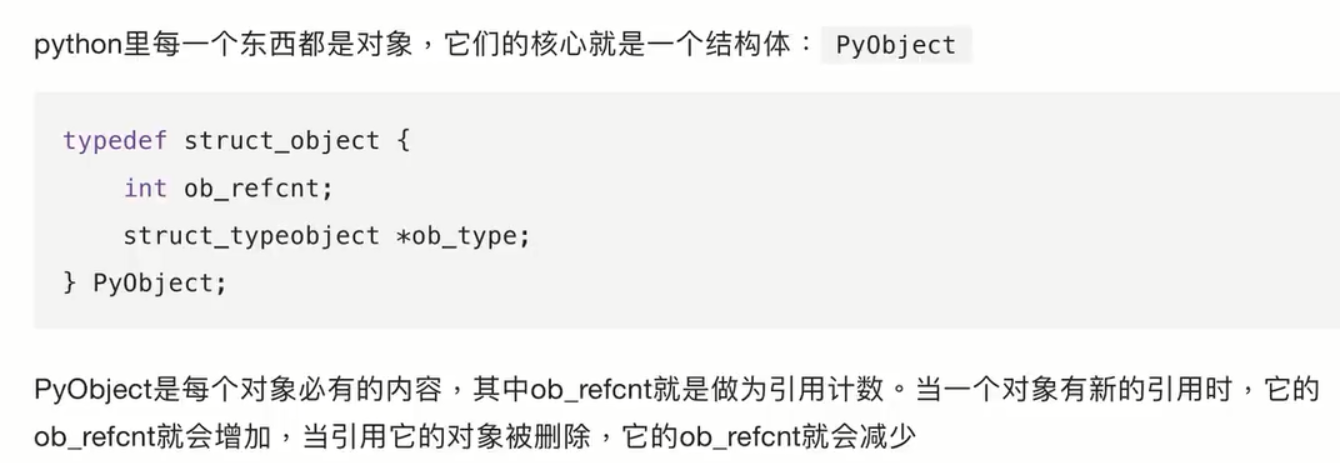 python里每一个东西都是对象，它们的核心就是一个结构体： PyObject
typedef struct_object {
    int ob_refcnt;
    struct_typeobject *ob_type;
} PyObject;
PyObject是每个对象必有的内容，其中ob_refcnt就是做为引用计数。当一个对象有新的引用时，它的
ob_refcnt就会增加，当引用它的对象被删除，它的ob_refcnt就会减少